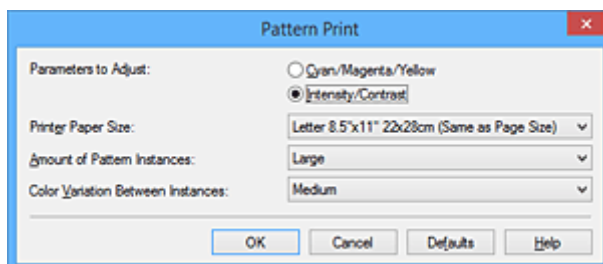 Pattern Print
Parameters to Adjust:
Cyan/Magenta/Yellow
Intensity/Contrast
Printer Paper Size: Letter 8.5"x11" 22x28cm (Same as Page Size)
Amount of Pattern Instances: Large
Color Variation Between Instances: Medium
OK Cancel Defaults Help